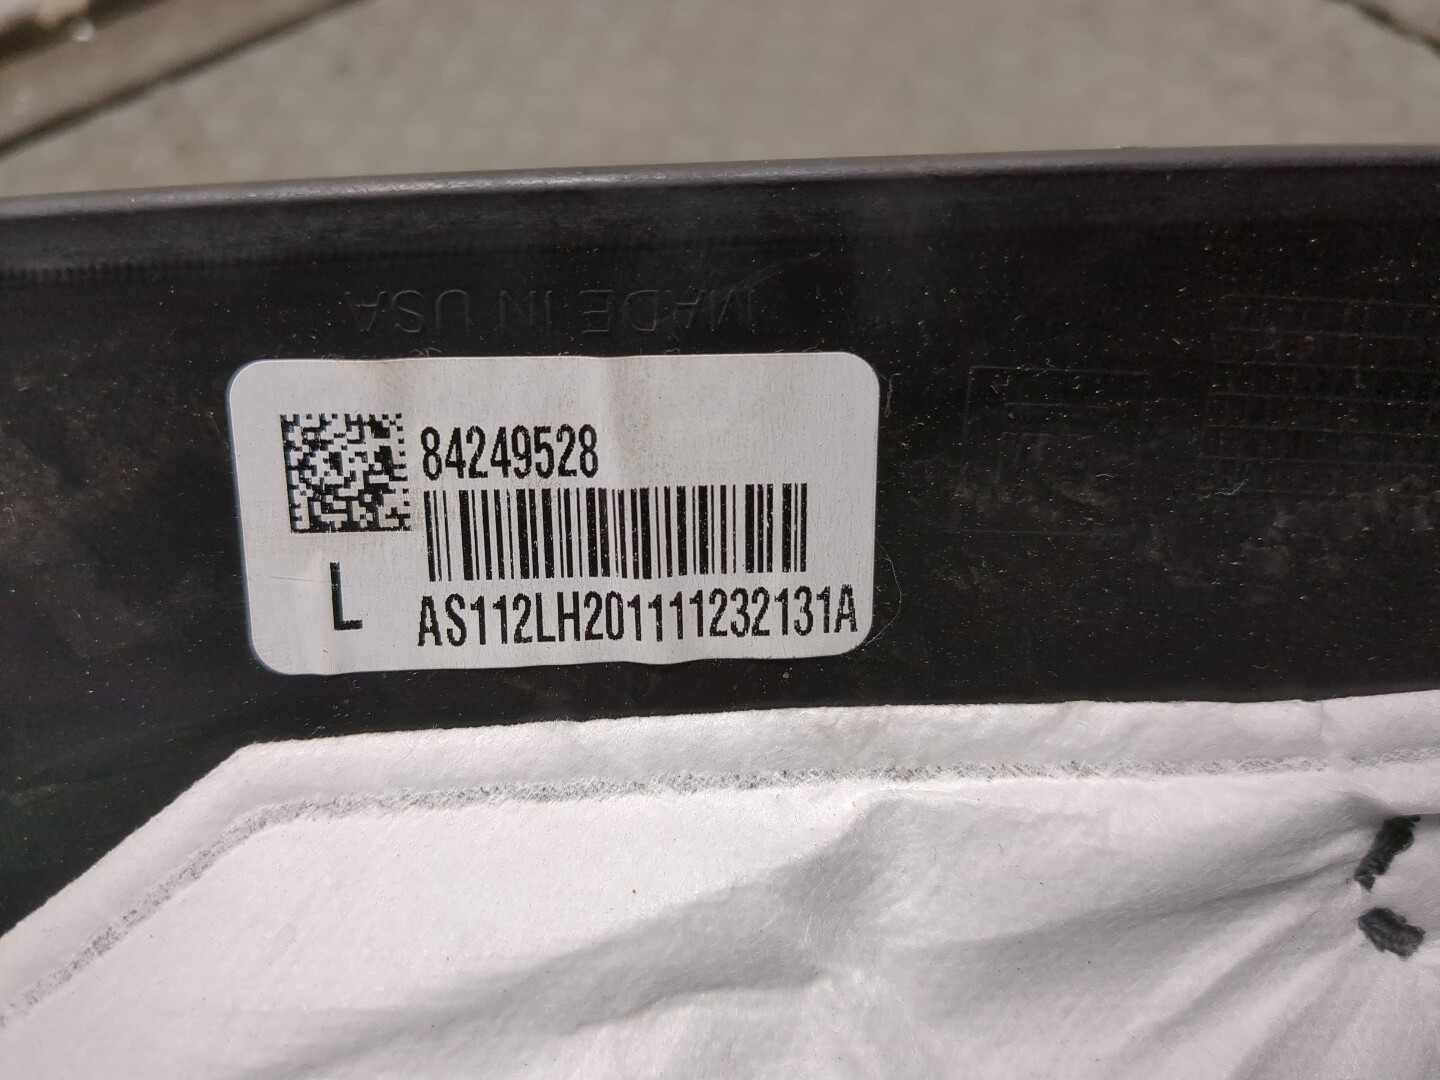 MADE IN USA
84249528
L
AS112LH201111232131A